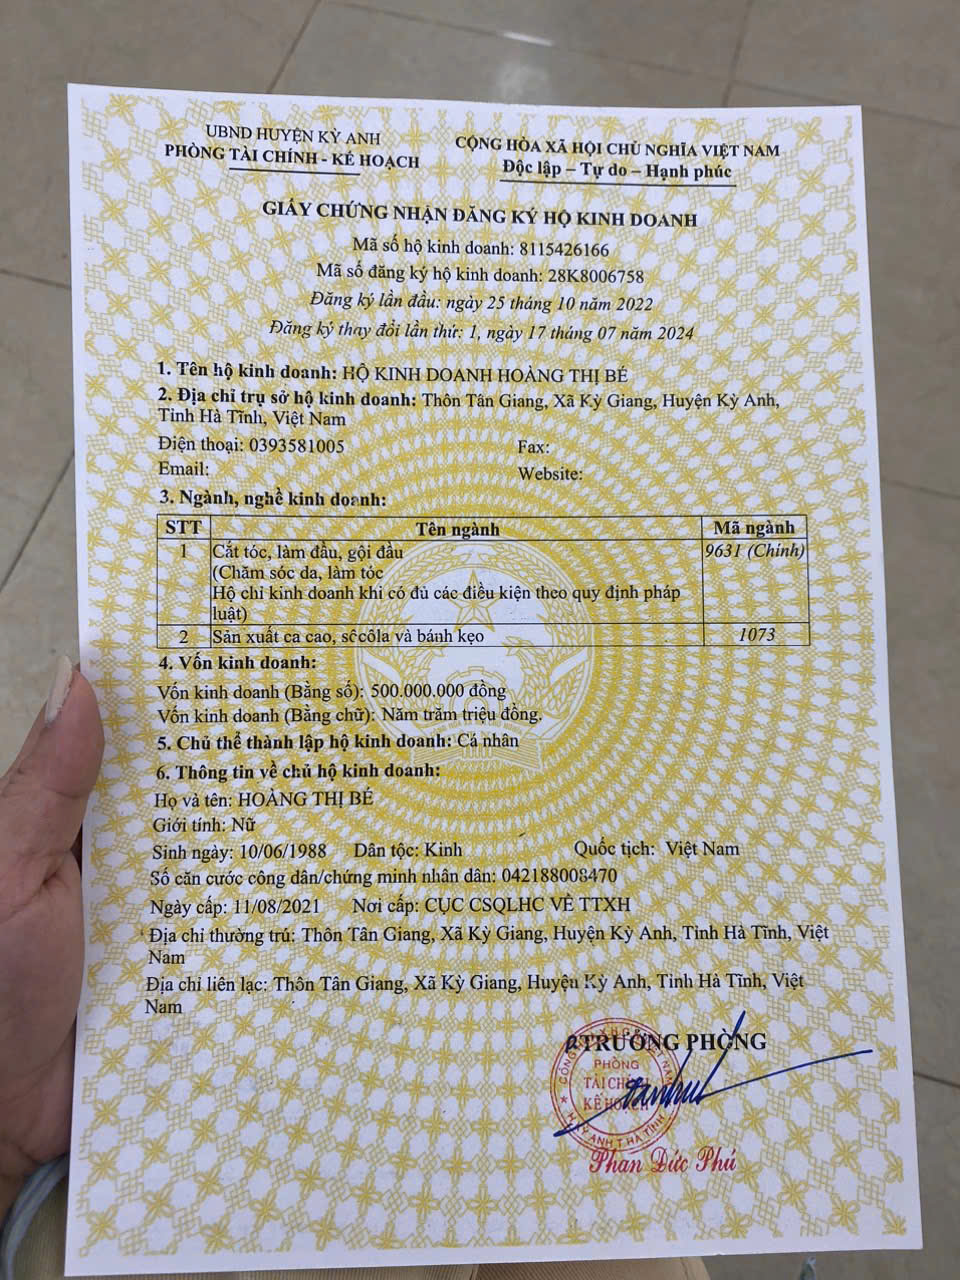 UBND HUYỆN KỲ ANH
PHÒNG TÀI CHÍNH - KẾ HOẠCH
CỘNG HÒA XÃ HỘI CHỦ NGHĨA VIỆT NAM
Độc lập – Tự do – Hạnh phúc
GIẤY CHỨNG NHẬN ĐĂNG KÝ HỘ KINH DOANH
Mã số hộ kinh doanh: 8115426166
Mã số đăng ký hộ kinh doanh: 28K8006758
Đăng ký lần đầu: ngày 25 tháng 10 năm 2022
Đăng ký thay đổi lần thứ: 1, ngày 17 tháng 07 năm 2024
1. Tên hộ kinh doanh: HỘ KINH DOANH HOÀNG THỊ BÉ
2. Địa chỉ trụ sở hộ kinh doanh: Thôn Tân Giang, Xã Kỳ Giang, Huyện Kỳ Anh,
Tỉnh Hà Tĩnh, Việt Nam
Điện thoại: 0393581005 Fax:
Email: Website:
3. Ngành, nghề kinh doanh:
STT Tên ngành Mã ngành
1 Cắt tóc, làm đầu, gội đầu 9631 (Chính)
(Chăm sóc da, làm tóc
Hộ chỉ kinh doanh khi có đủ các điều kiện theo quy định pháp
luật)
2 Sản xuất ca cao, sôcôla và bánh kẹo 1073
4. Vốn kinh doanh:
Vốn kinh doanh (Bằng số): 500.000.000 đồng
Vốn kinh doanh (Bằng chữ): Năm trăm triệu đồng.
5. Chủ thể thành lập hộ kinh doanh: Cá nhân
6. Thông tin về chủ hộ kinh doanh:
Họ và tên: HOÀNG THỊ BÉ
Giới tính: Nữ
Sinh ngày: 10/06/1988 Dân tộc: Kinh Quốc tịch: Việt Nam
Số căn cước công dân/chứng minh nhân dân: 042188008470
Ngày cấp: 11/08/2021 Nơi cấp: CỤC CSQLHC VỀ TTXH
Địa chỉ thường trú: Thôn Tân Giang, Xã Kỳ Giang, Huyện Kỳ Anh, Tỉnh Hà Tĩnh, Việt
Nam
Địa chỉ liên lạc: Thôn Tân Giang, Xã Kỳ Giang, Huyện Kỳ Anh, Tỉnh Hà Tĩnh, Việt
Nam
TRƯỞNG PHÒNG
PHÒNG
TÀI CHÍNH
KẾ HOẠCH
Phan Đức Phú